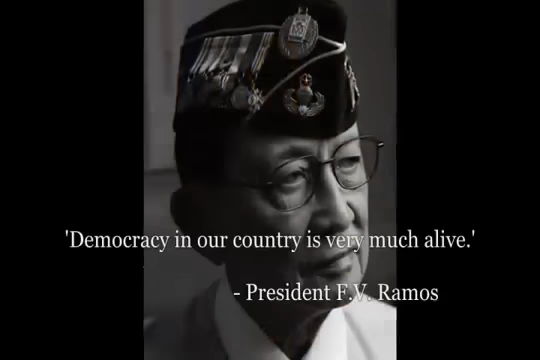 'Democracy in our country is very much alive.'
- President F.V. Ramos